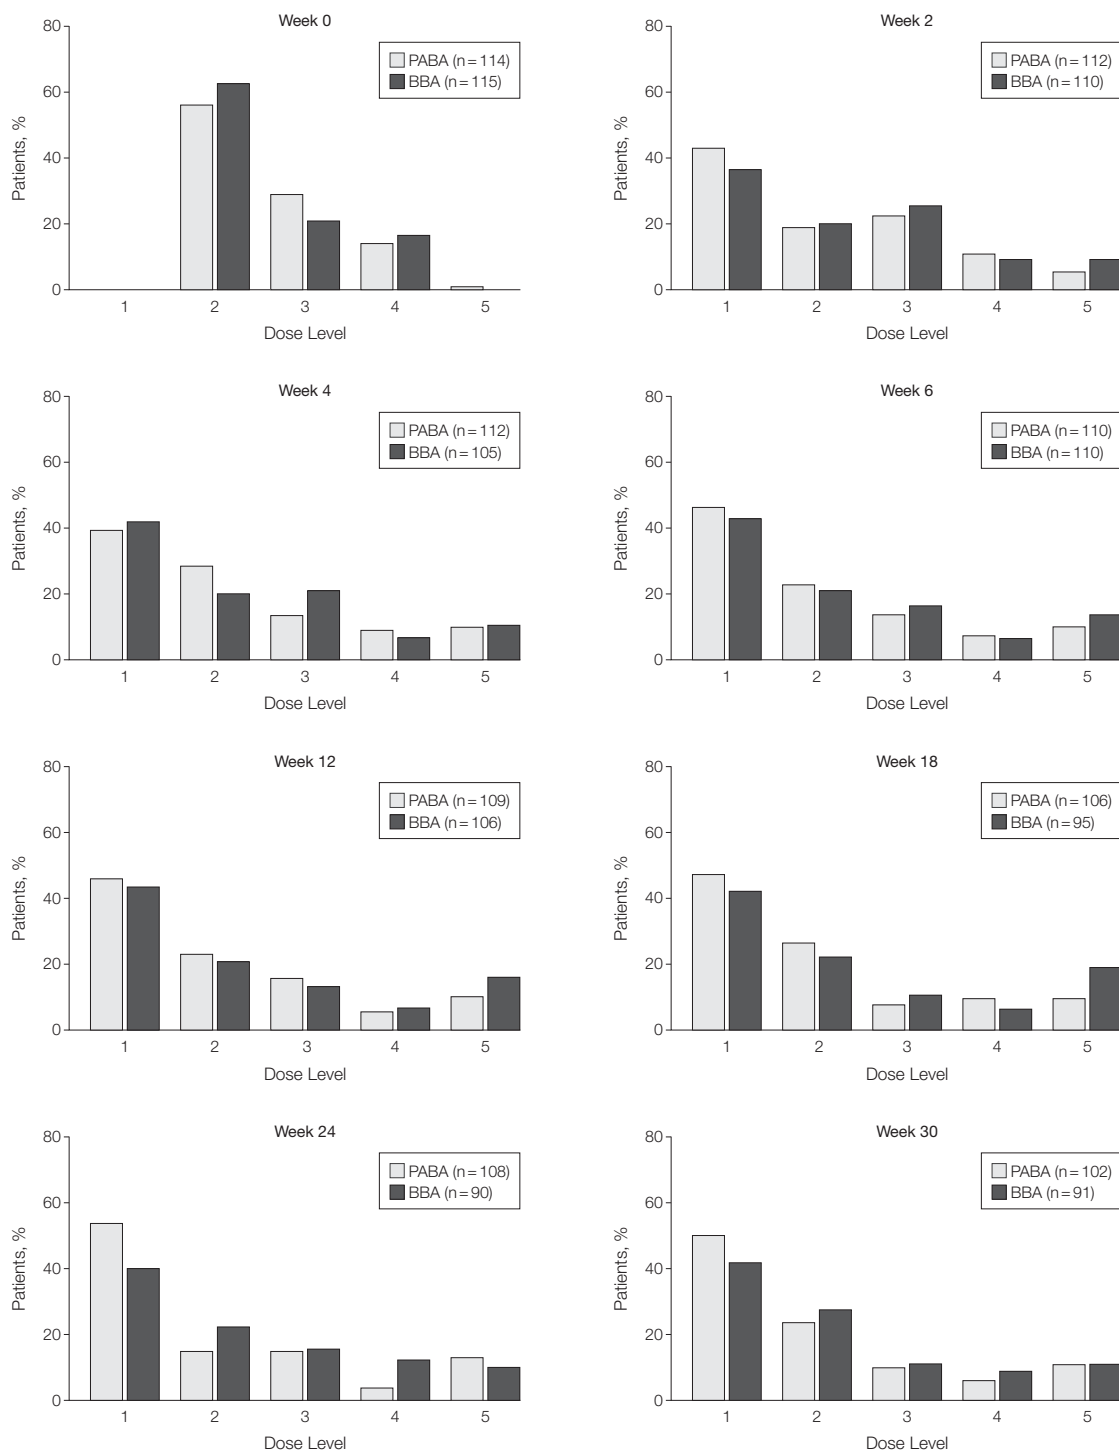 Week 0
80
60
40
20
0
Patients, %
PABA (n=114)
BBA (n=115)
1 2 3 4 5
Dose Level
Week 2
80
60
40
20
0
Patients, %
PABA (n=112)
BBA (n=110)
1 2 3 4 5
Dose Level
Week 4
80
60
40
20
0
Patients, %
PABA (n=112)
BBA (n=105)
1 2 3 4 5
Dose Level
Week 6
80
60
40
20
0
Patients, %
PABA (n=110)
BBA (n=110)
1 2 3 4 5
Dose Level
Week 12
80
60
40
20
0
Patients, %
PABA (n=109)
BBA (n=106)
1 2 3 4 5
Dose Level
Week 18
80
60
40
20
0
Patients, %
PABA (n=106)
BBA (n=95)
1 2 3 4 5
Dose Level
Week 24
80
60
40
20
0
Patients, %
PABA (n=108)
BBA (n=90)
1 2 3 4 5
Dose Level
Week 30
80
60
40
20
0
Patients, %
PABA (n=102)
BBA (n=91)
1 2 3 4 5
Dose Level